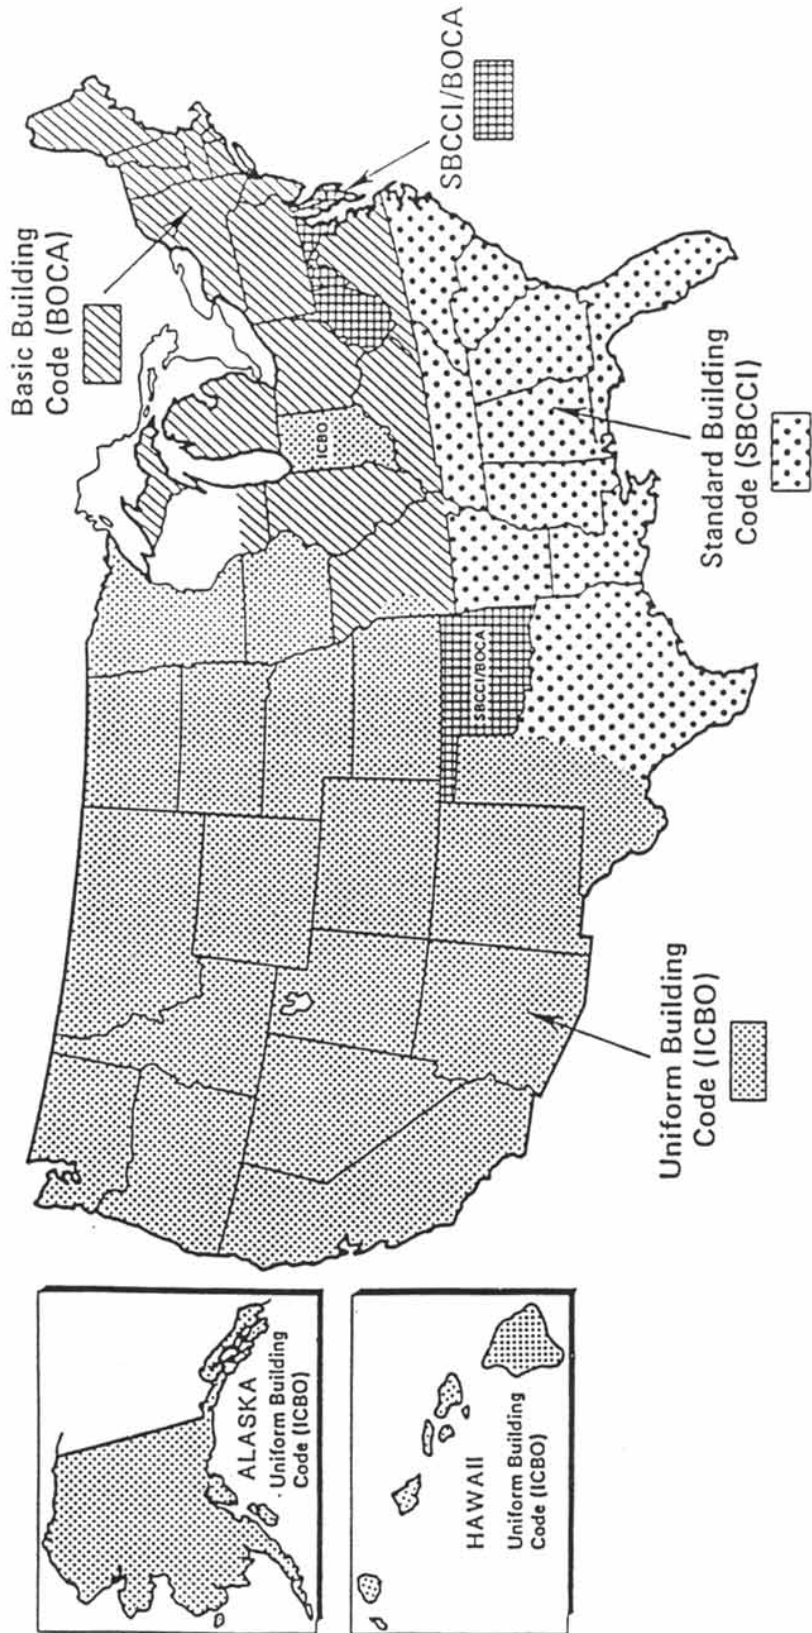 ALASKA
Uniform Building
Code (ICBO)
HAWAII
Uniform Building
Code (ICBO)
Uniform Building
Code (ICBO)
Standard Building
Code (SBCCI)
SBCCI/BOCA
ICBO
Basic Building
Code (BOCA)
SBCCI/BOCA